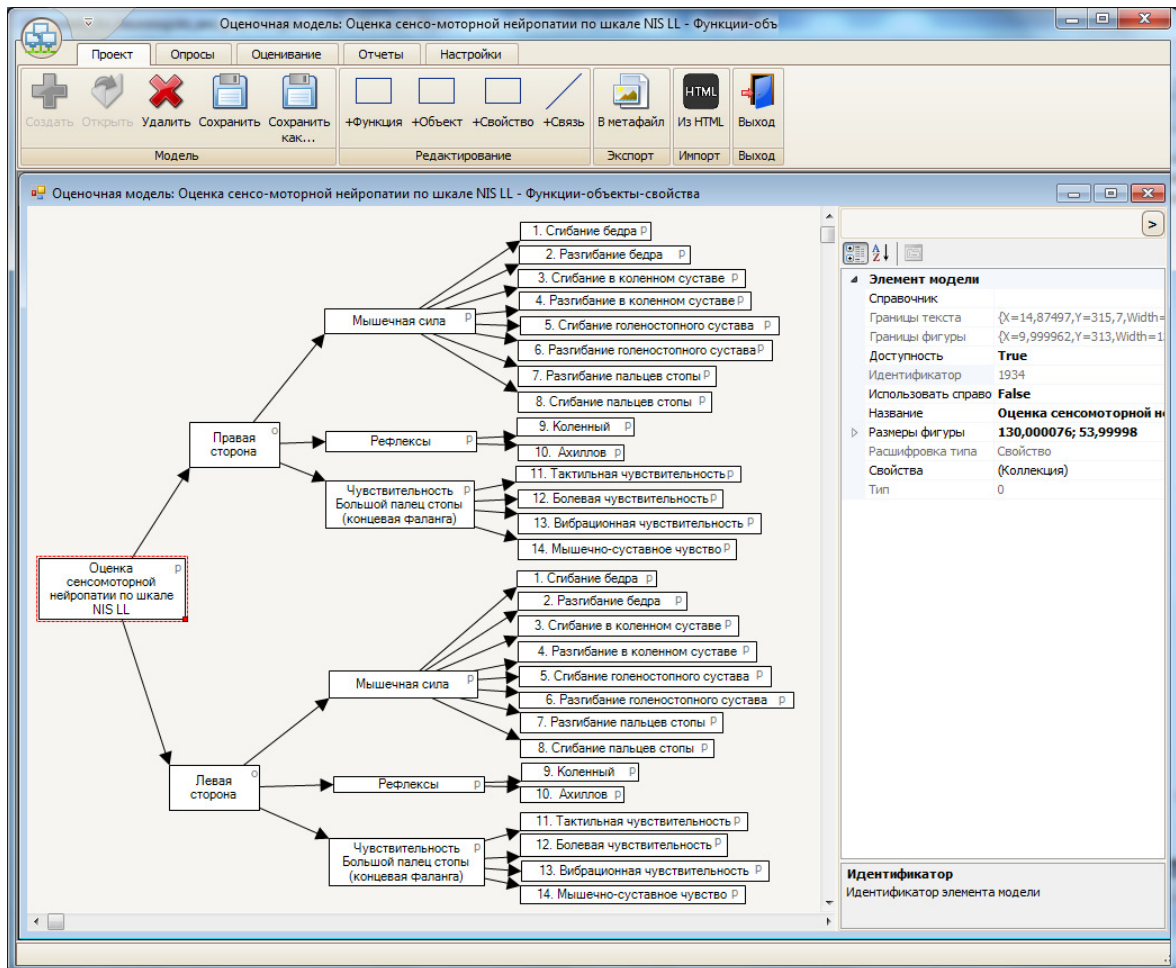 Оценочная модель: Оценка сенсо-моторной нейропатии по шкале NIS LL - Функции-объ
Проект Опросы Оценивание Отчеты Настройки
Создать Открыть Удалить Сохранить Сохранить как... +Функция +Объект +Свойство +Связь В метафайл Из HTML Выход
HTML
Модель Редактирование Экспорт Импорт Выход
Оценочная модель: Оценка сенсо-моторной нейропатии по шкале NIS LL - Функции-объекты-свойства
Оценка p
сенсомоторной
нейропатии по шкале
NIS LL
Правая o
сторона
Мышечная сила p
1. Сгибание бедра p
2. Разгибание бедра p
3. Сгибание в коленном суставе p
4. Разгибание в коленном суставе p
5. Сгибание голеностопного сустава p
6. Разгибание голеностопного сустава p
7. Разгибание пальцев стопы p
8. Сгибание пальцев стопы p
Рефлексы p
9. Коленный p
10. Ахиллов p
Чувствительность p
Большой палец стопы
(концевая фаланга)
11. Тактильная чувствительность p
12. Болевая чувствительность p
13. Вибрационная чувствительность p
14. Мышечно-суставное чувство p
Левая o
сторона
Мышечная сила p
1. Сгибание бедра p
2. Разгибание бедра p
3. Сгибание в коленном суставе p
4. Разгибание в коленном суставе p
5. Сгибание голеностопного сустава p
6. Разгибание голеностопного сустава p
7. Разгибание пальцев стопы p
8. Сгибание пальцев стопы p
Рефлексы p
9. Коленный p
10. Ахиллов p
Чувствительность p
Большой палец стопы
(концевая фаланга)
11. Тактильная чувствительность p
12. Болевая чувствительность p
13. Вибрационная чувствительность p
14. Мышечно-суставное чувство p
>
A Z
Элемент модели
Справочник
Границы текста {X=14,87497,Y=315,7,Width=
Границы фигуры {X=9,999962,Y=313,Width=1
Доступность True
Идентификатор 1934
Использовать справо False
Название Оценка сенсомоторной н
Размеры фигуры 130,000076; 53,99998
Расшифровка типа Свойство
Свойства (Коллекция)
Тип 0
Идентификатор
Идентификатор элемента модели